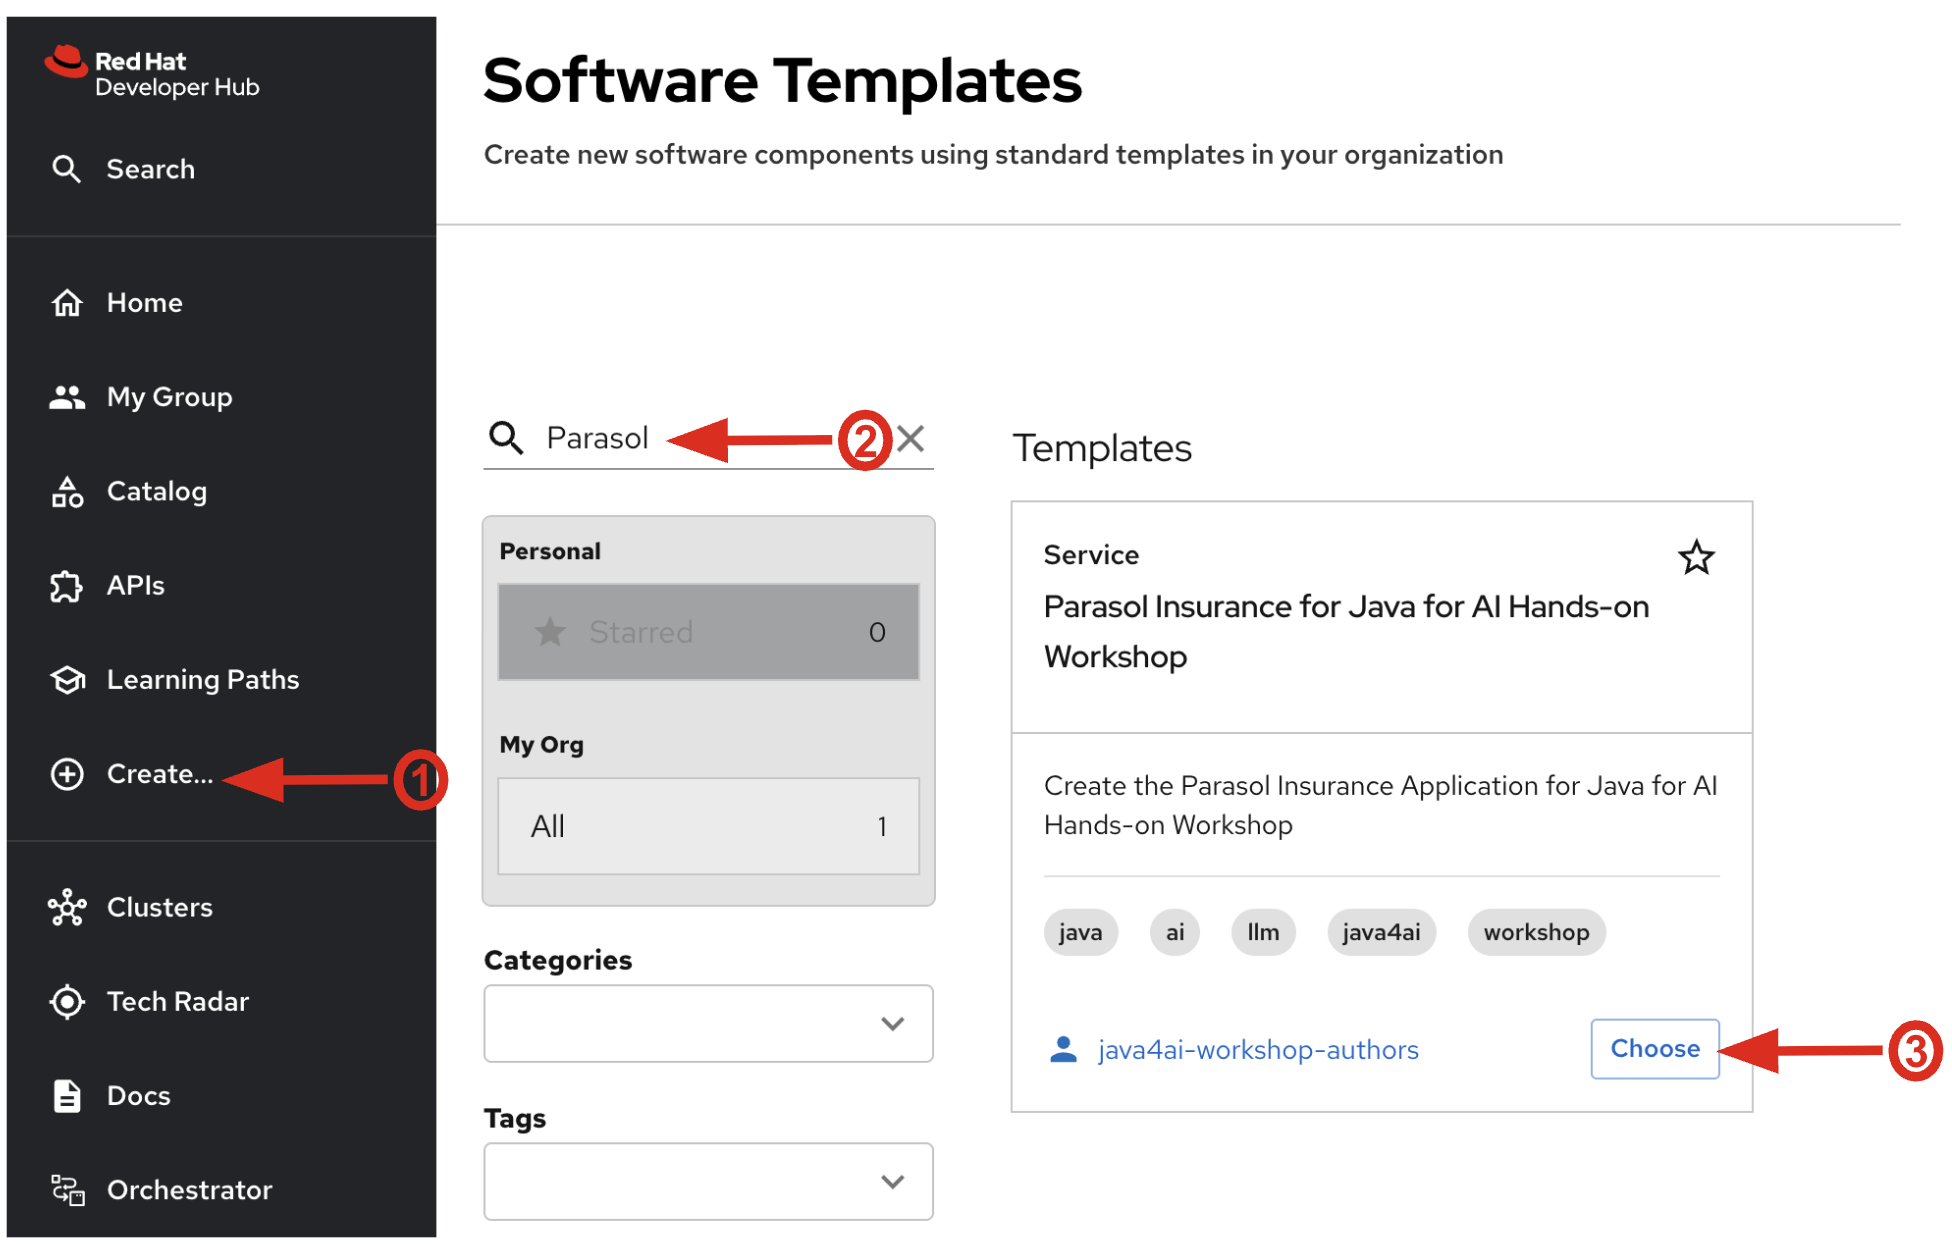 Red Hat
Developer Hub
Search
Home
My Group
Catalog
APIs
Learning Paths
Create...
1
Clusters
Tech Radar
Docs
Orchestrator
Software Templates
Create new software components using standard templates in your organization
Parasol
2
Personal
Starred 0
My Org
All 1
Categories
Tags
Templates
Service
Parasol Insurance for Java for AI Hands-on
Workshop
Create the Parasol Insurance Application for Java for AI
Hands-on Workshop
java ai llm java4ai workshop
java4ai-workshop-authors
Choose
3